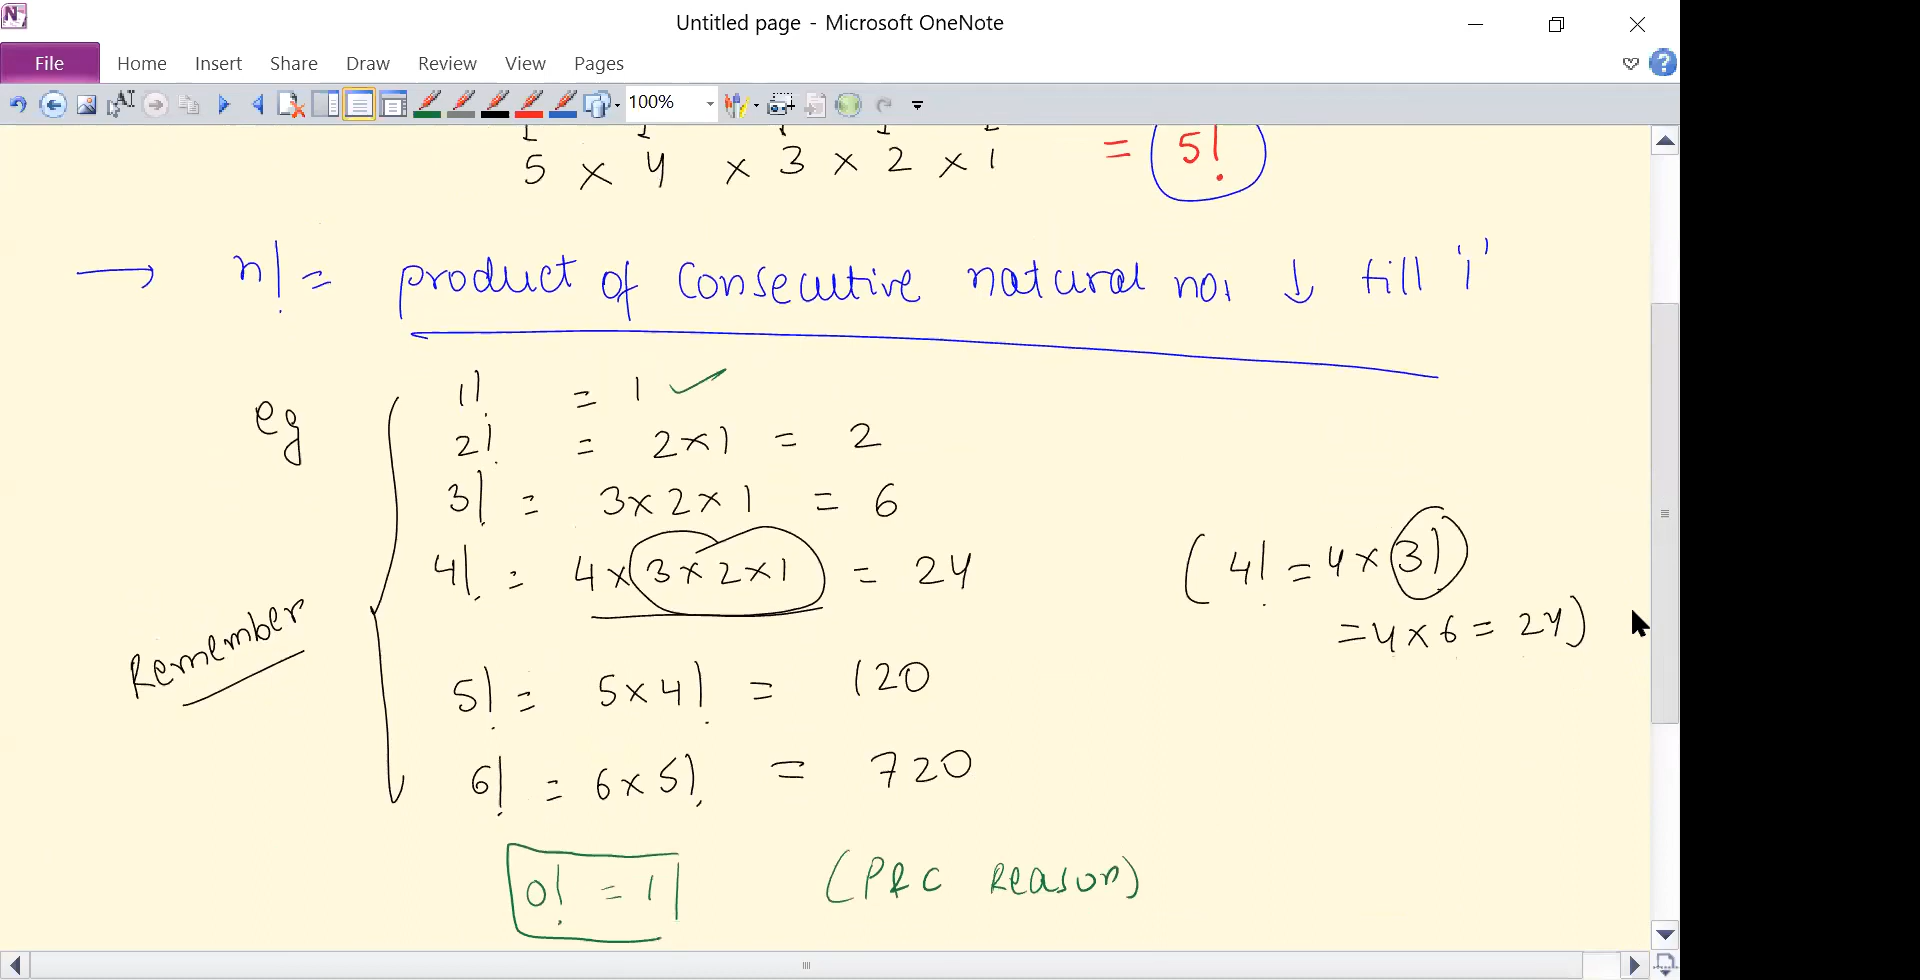 Untitled page - Microsoft OneNote
File Home Insert Share Draw Review View Pages
100%
5 × 4 × 3 × 2 × 1 = 5!
→ n! = product of consecutive natural no. ↓ till '1'
eg
1! = 1 ✓
2! = 2×1 = 2
3! = 3×2×1 = 6
4! = 4×3×2×1 = 24
(4! = 4×3!
=4×6 = 24)
Remember
5! = 5×4! = 120
6! = 6×5! = 720
0! = 1 (P&C Reason)